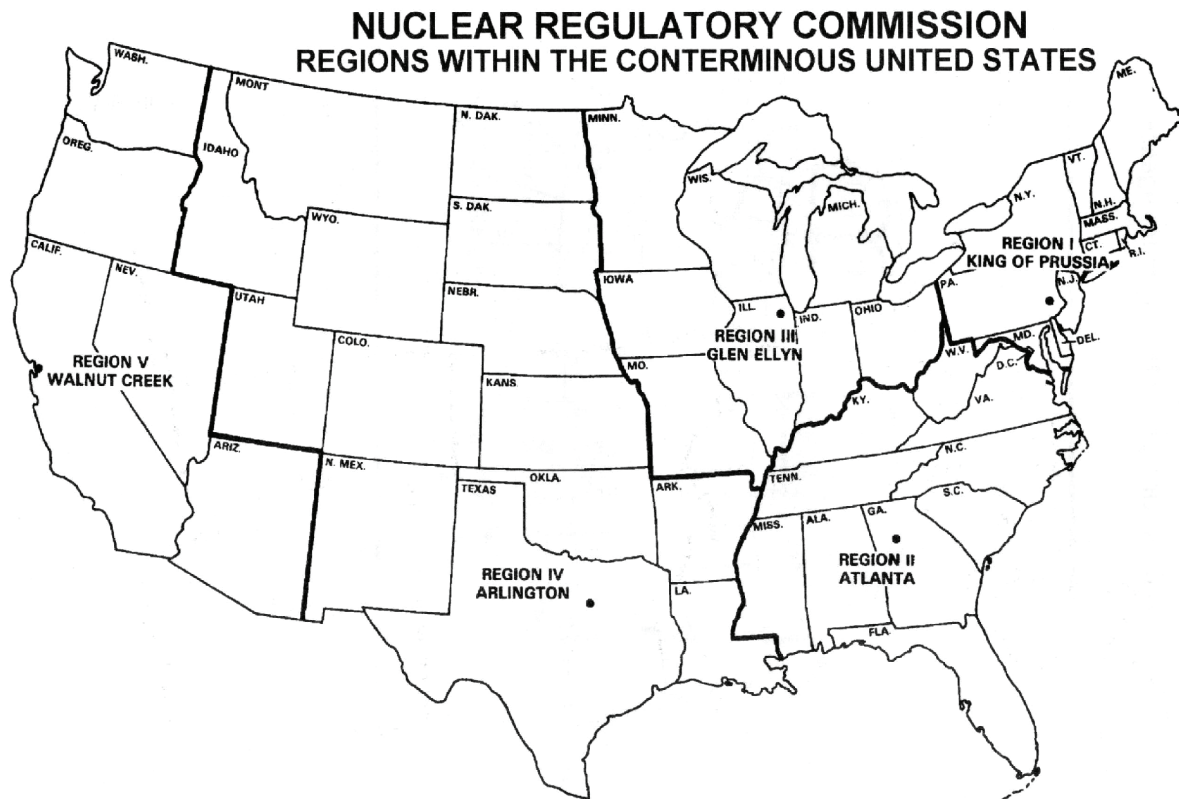 NUCLEAR REGULATORY COMMISSION
REGIONS WITHIN THE CONTERMINOUS UNITED STATES
WASH.
MONT
N. DAK.
MINN.
ME.
OREG.
IDAHO
WIS.
VT.
MICH.
N.Y.
N.H.
S. DAK.
WYO.
MASS.
CALIF.
NEV.
REGION I
KING OF PRUSSIA
CT.
R.I.
IOWA
PA.
N.J.
UTAH
NEBR.
ILL.
IND.
OHIO
REGION III
GLEN ELLYN
MD.
DEL.
COLO.
W.V.
D.C.
REGION V
WALNUT CREEK
MO.
KANS
KY.
VA.
ARIZ.
N. MEX.
OKLA.
N.C.
TEXAS
ARK.
TENN.
S.C.
MISS.
ALA.
GA.
REGION II
ATLANTA
REGION IV
ARLINGTON
LA.
FLA.